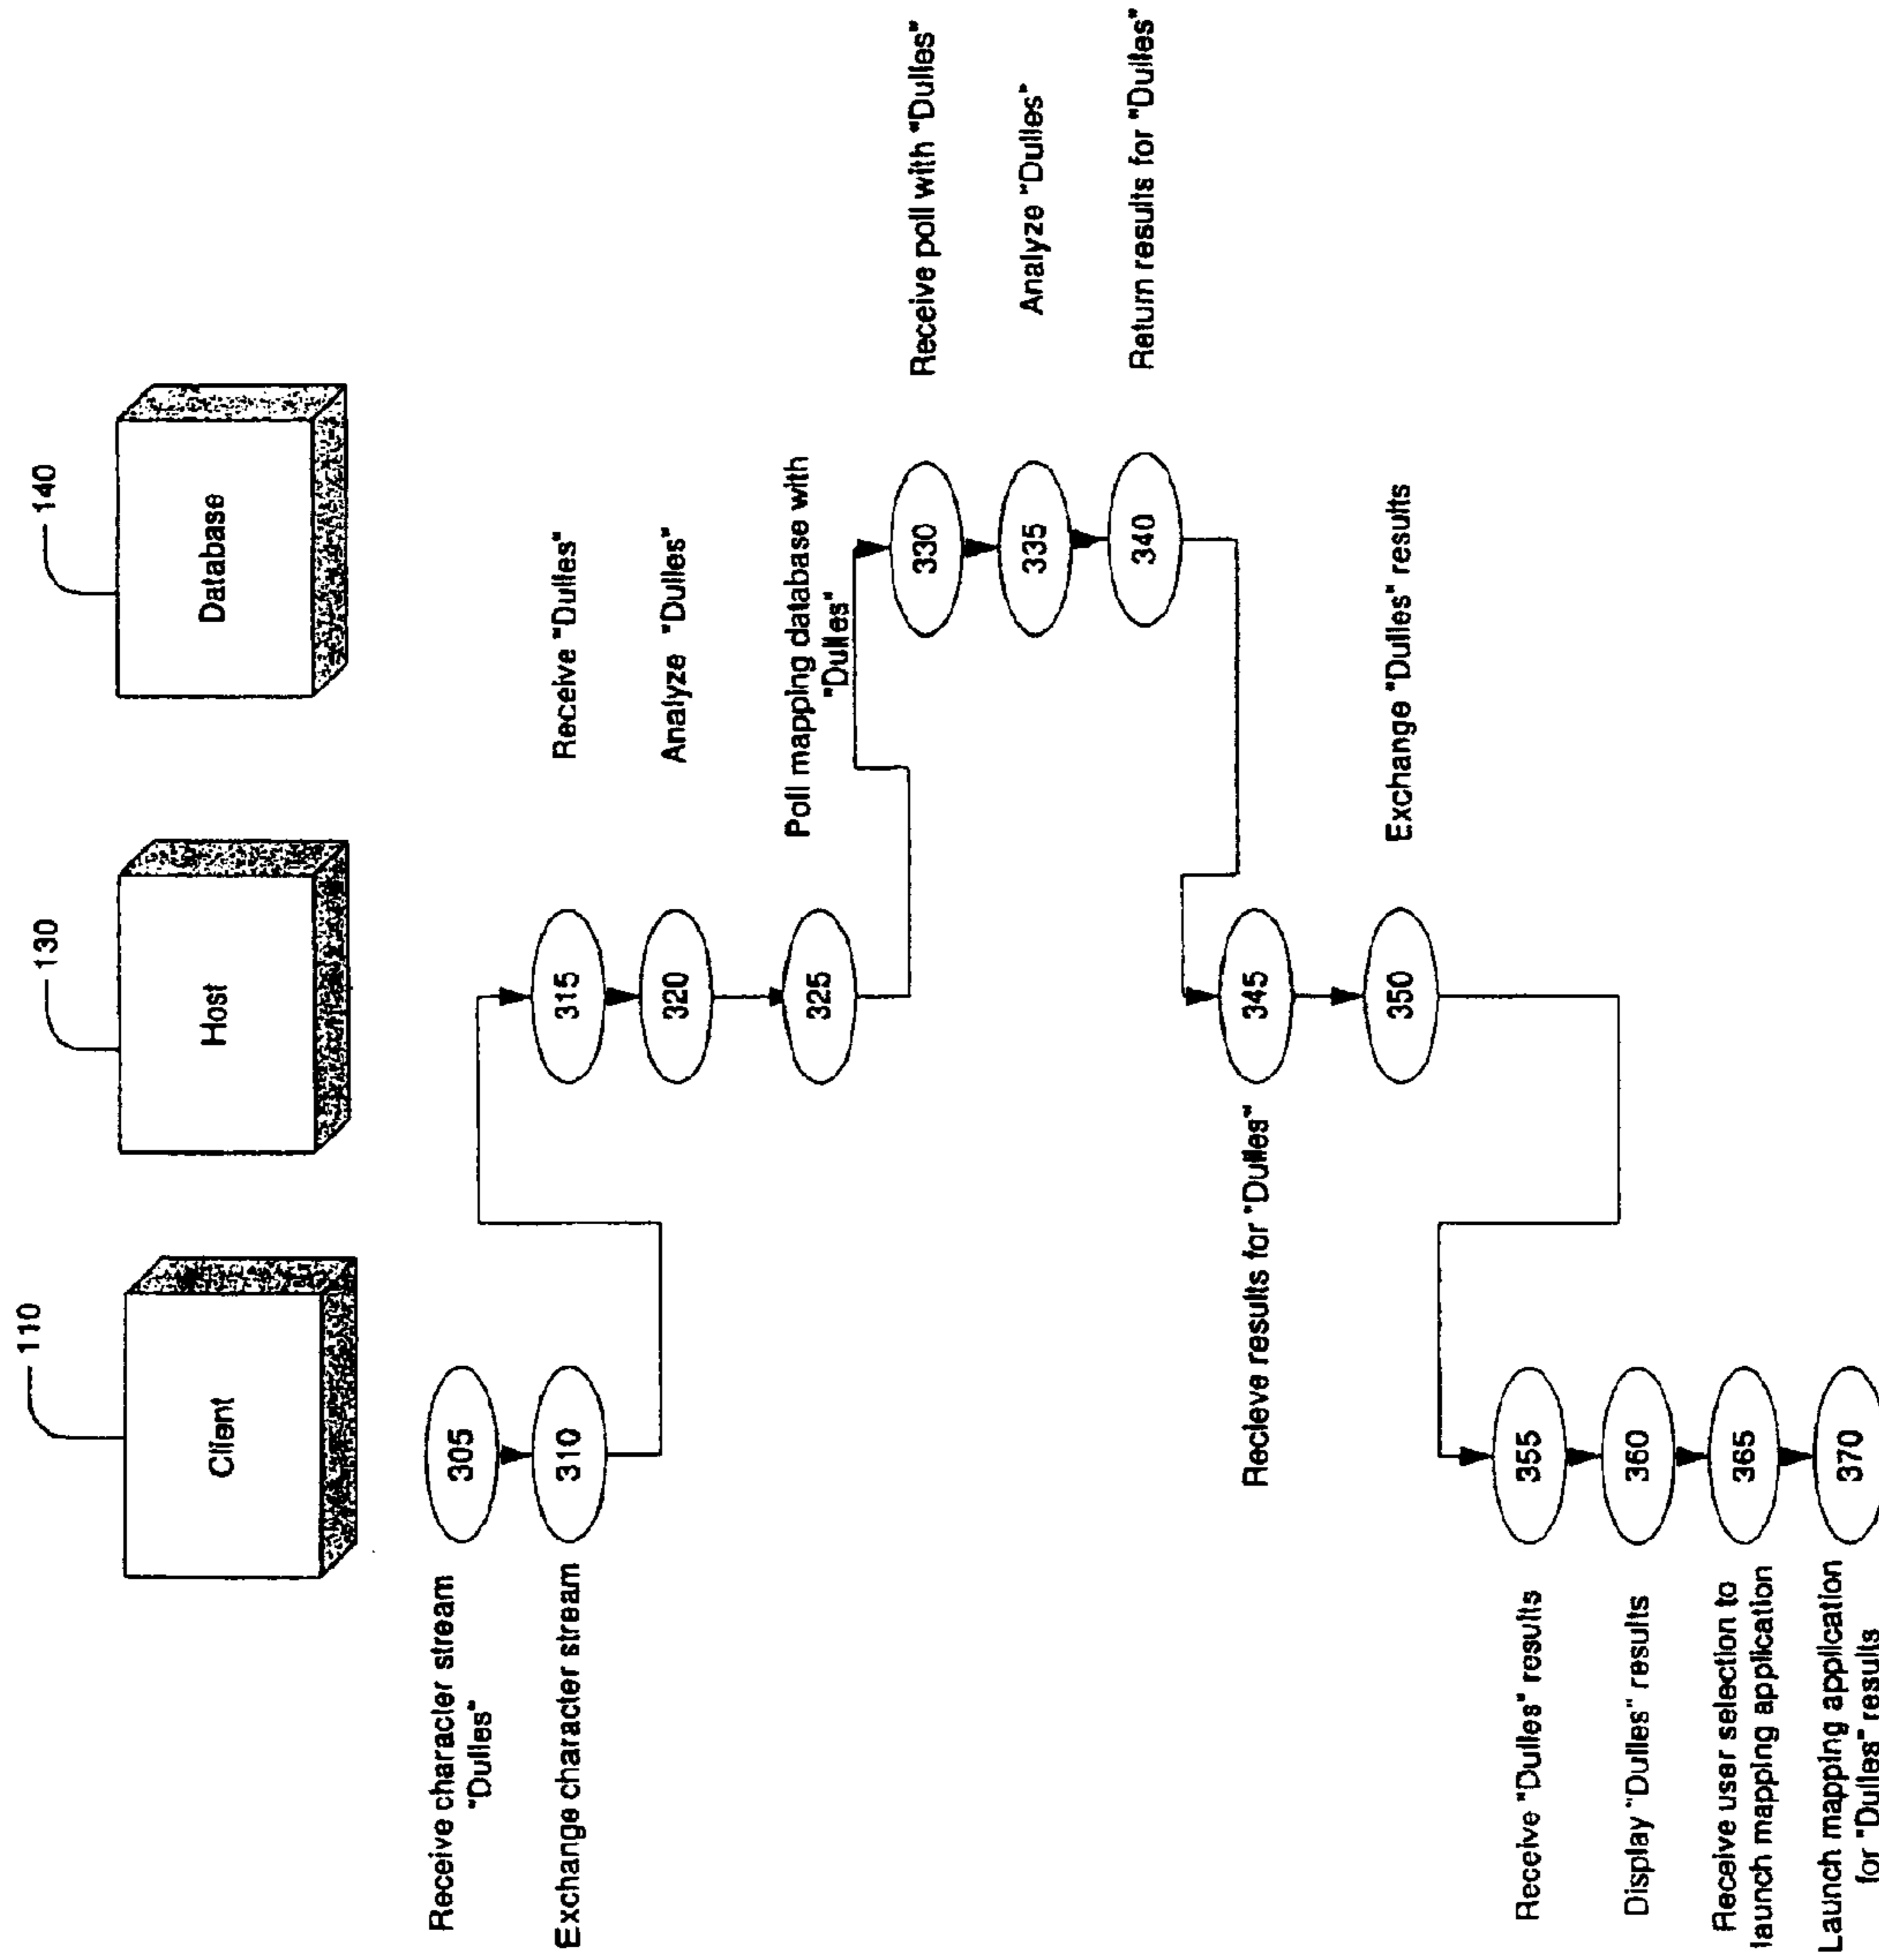 110
130
140
Client
Host
Database
Receive character stream
"Dulles"
305
Exchange character stream
310
315
Receive "Dulles"
320
Analyze "Dulles"
325
Poll mapping database with
"Dulles"
330
Receive poll with "Dulles"
335
Analyze "Dulles"
340
Return results for "Dulles"
Recieve results for "Dulles"
345
350
Exchange "Dulles" results
Receive "Dulles" results
355
Display "Dulles" results
360
Receive user selection to
launch mapping application
365
Launch mapping application
for "Dulles" results
370